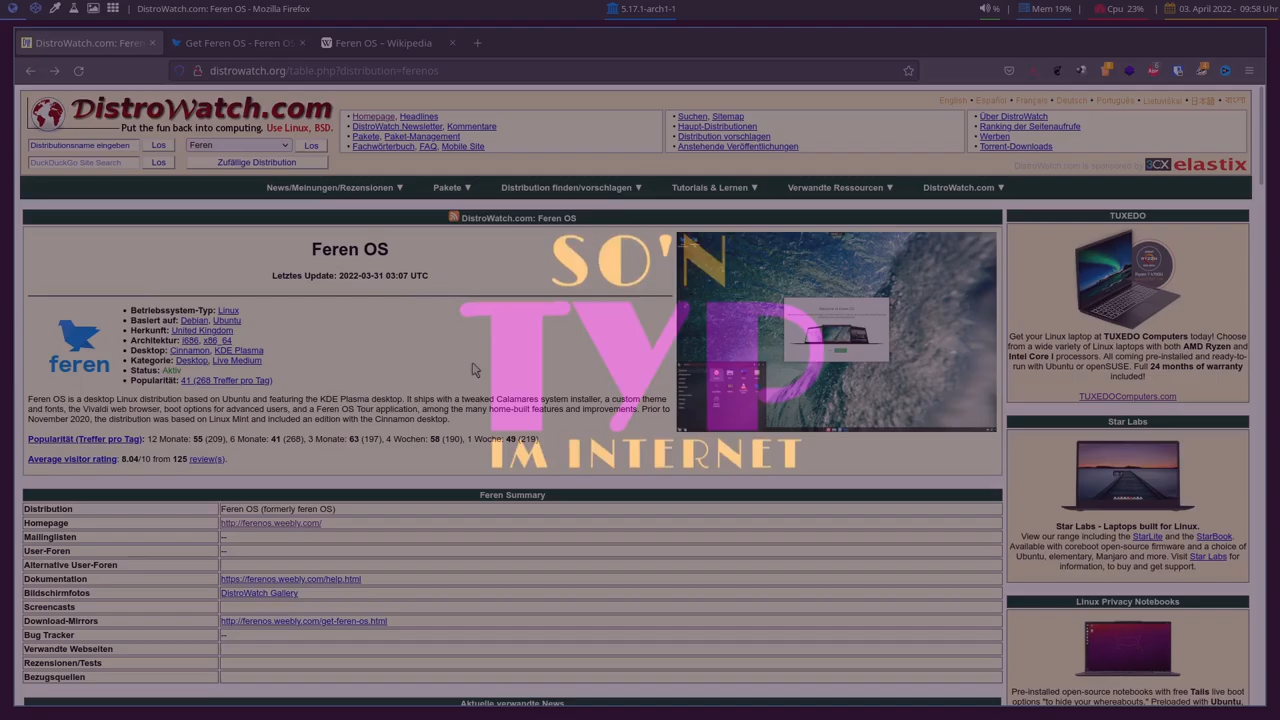 5.17.1-arch1-1
%
Mem 19%
Cpu 23%
03. April 2022 - 09:58 Uhr
DistroWatch.com: Feren
Get Feren OS - Feren OS
Feren OS – Wikipedia
distrowatch.org/table.php?distribution=ferenos
English • Español • Français • Deutsch • Português • Lietuviškai • 日本語 •
DistroWatch.com
Put the fun back into computing. Use Linux, BSD.
Distributionsname eingeben Los Feren Los
DuckDuckGo Site Search Los Zufällige Distribution
• Homepage, Headlines
• DistroWatch Newsletter, Kommentare
• Pakete, Paket-Management
• Fachwörterbuch, FAQ, Mobile Site
• Suchen, Sitemap
• Haupt-Distributionen
• Distribution vorschlagen
• Anstehende Veröffentlichungen
• Über DistroWatch
• Ranking der Seitenaufrufe
• Werben
• Torrent-Downloads
DistroWatch.com is sponsored by 3CX elastix
News/Meinungen/Rezensionen ▼ Pakete ▼ Distribution finden/vorschlagen ▼ Tutorials & Lernen ▼ Verwandte Ressourcen ▼ DistroWatch.com ▼
DistroWatch.com: Feren OS
Feren OS
Letztes Update: 2022-03-31 03:07 UTC
feren
• Betriebssystem-Typ: Linux
• Basiert auf: Debian, Ubuntu
• Herkunft: United Kingdom
• Architektur: i686, x86_64
• Desktop: Cinnamon, KDE Plasma
• Kategorie: Desktop, Live Medium
• Status: Aktiv
• Popularität: 41 (268 Treffer pro Tag)
Feren OS is a desktop Linux distribution based on Ubuntu and featuring the KDE Plasma desktop. It ships with a tweaked Calamares system installer, a custom theme
and fonts, the Vivaldi web browser, boot options for advanced users, and a Feren OS Tour application, among the many home-built features and improvements. Prior to
November 2020, the distribution was based on Linux Mint and included an edition with the Cinnamon desktop.
Popularität (Treffer pro Tag): 12 Monate: 55 (209), 6 Monate: 41 (268), 3 Monate: 63 (197), 4 Wochen: 58 (190), 1 Woche: 49 (219)
Average visitor rating: 8.04/10 from 125 review(s).
SO'N
TYP
IM INTERNET
Feren Summary
Distribution Feren OS (formerly feren OS)
Homepage http://ferenos.weebly.com/
Mailinglisten --
User-Foren --
Alternative User-Foren
Dokumentation https://ferenos.weebly.com/help.html
Bildschirmfotos DistroWatch Gallery
Screencasts
Download-Mirrors http://ferenos.weebly.com/get-feren-os.html
Bug Tracker --
Verwandte Webseiten
Rezensionen/Tests
Bezugsquellen
Aktuelle verwandte News
TUXEDO
Get your Linux laptop at TUXEDO Computers today! Choose
from a wide variety of Linux laptops with both AMD Ryzen and
Intel Core I processors. All coming pre-installed and ready-to-
run with Ubuntu or openSUSE. Full 24 months of warranty
included!
TUXEDOComputers.com
Star Labs
Star Labs - Laptops built for Linux.
View our range including the StarLite and the StarBook.
Available with coreboot open-source firmware and a choice of
Ubuntu, elementary, Manjaro and more. Visit Star Labs for
information, to buy and get support.
Linux Privacy Notebooks
Pre-installed open-source notebooks with free Tails live boot
options "to hide your whereabouts." Preloaded with Ubuntu,